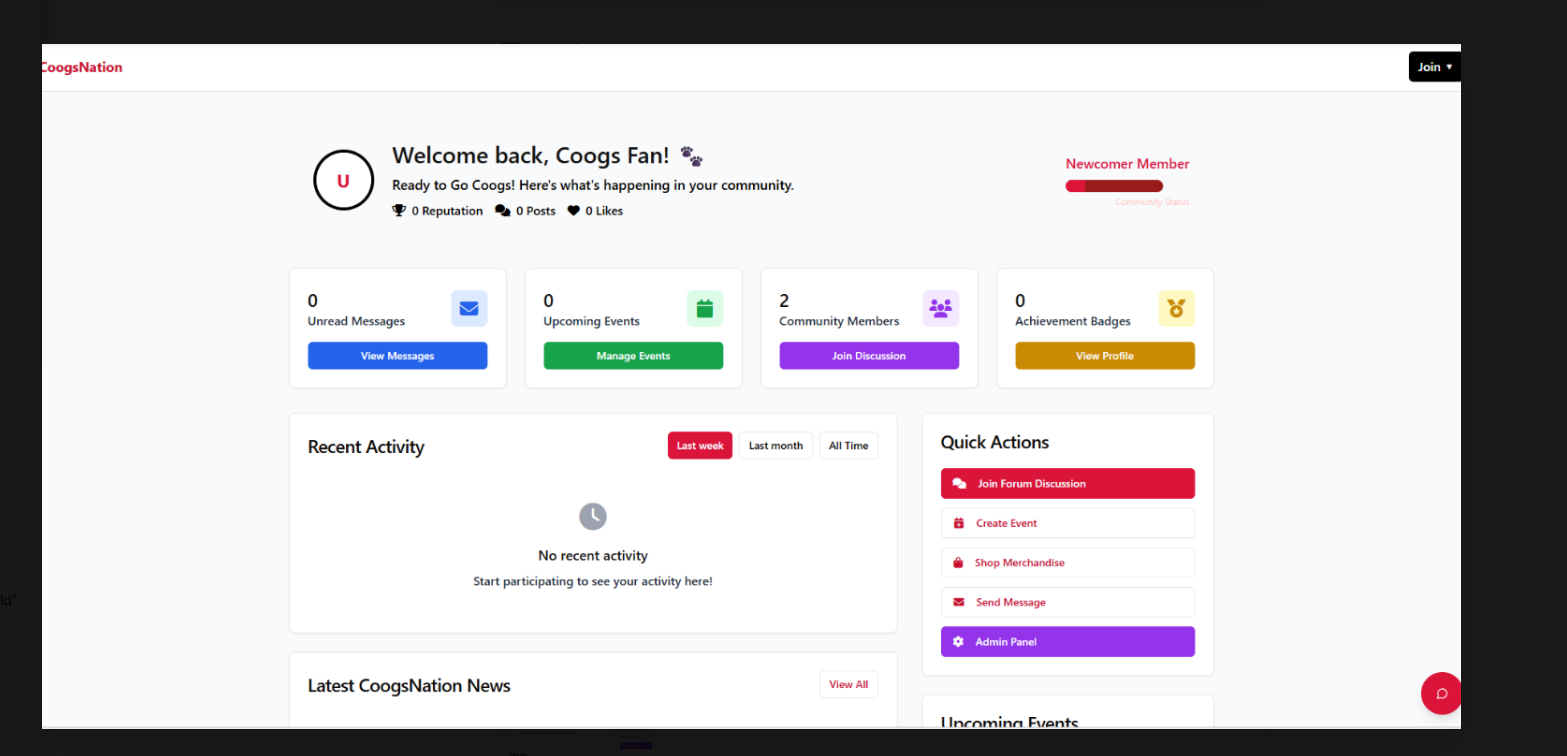 CoogsNation
Join ▼
U
Welcome back, Coogs Fan! 🐾
Ready to Go Coogs! Here's what's happening in your community.
0 Reputation 0 Posts 0 Likes
Newcomer Member
Community Status
0
Unread Messages
View Messages
0
Upcoming Events
Manage Events
2
Community Members
Join Discussion
0
Achievement Badges
View Profile
Recent Activity
Last week Last month All Time
No recent activity
Start participating to see your activity here!
Quick Actions
Join Forum Discussion
Create Event
Shop Merchandise
Send Message
Admin Panel
Latest CoogsNation News
View All
Upcoming Events
ld"